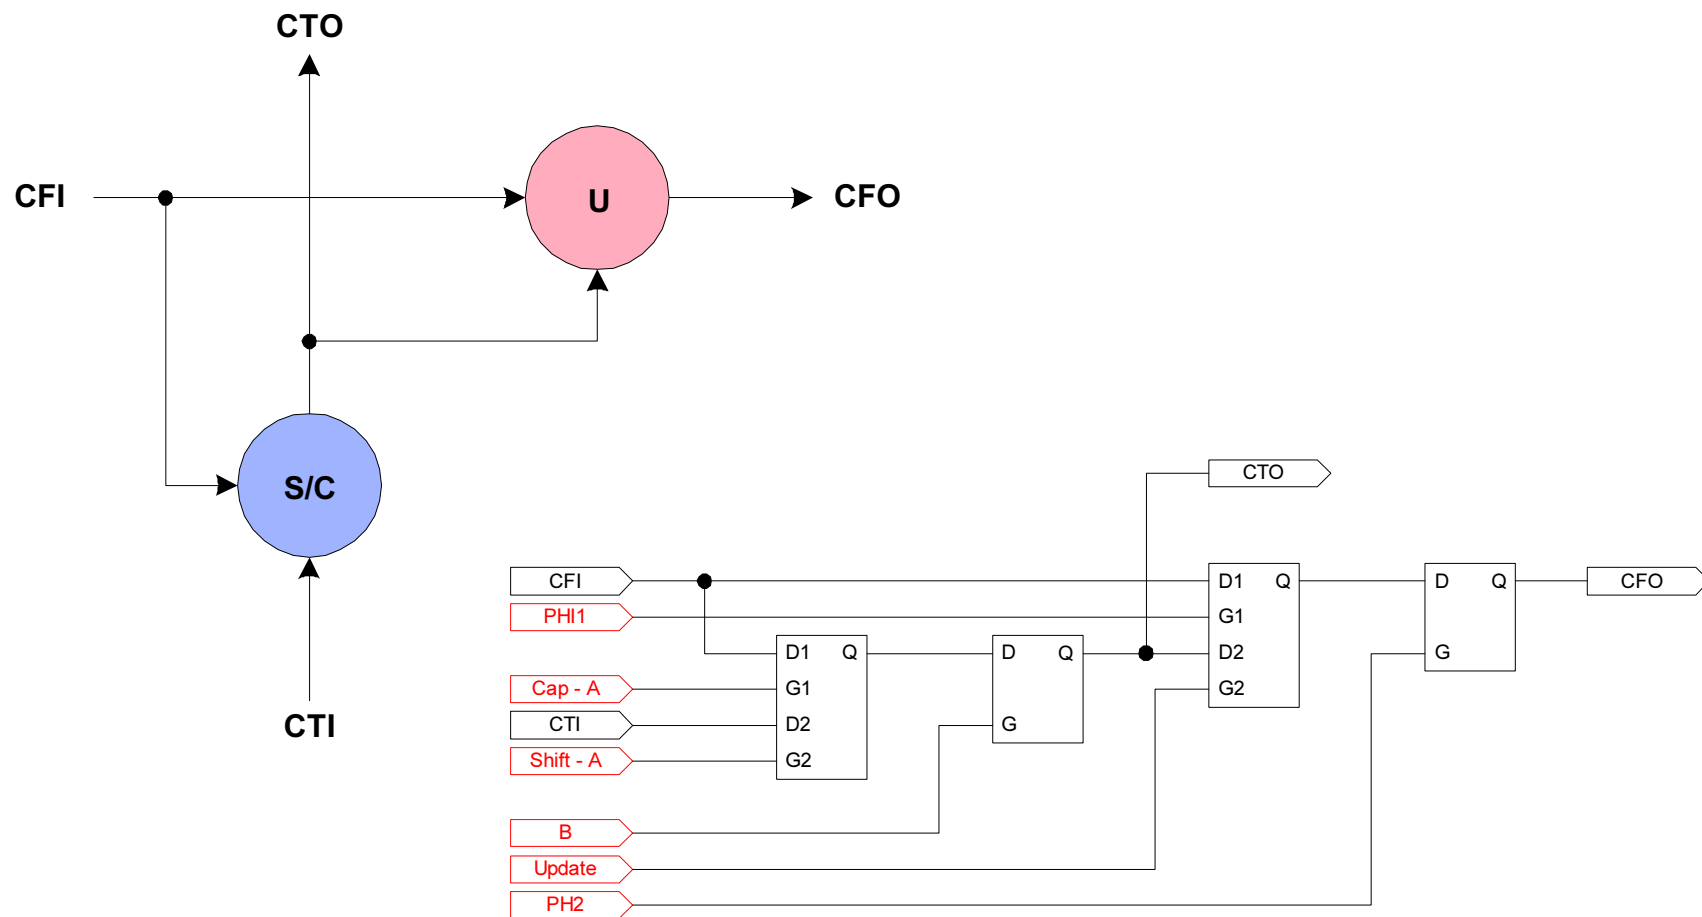 CTO
CFI
U
CFO
S/C
CTI
CTO
CFI
D1 Q
D Q
CFO
PHI1
G1
D1 Q
D Q
D2
G
Cap - A
G1
G2
CTI
D2
G
Shift - A
G2
B
Update
PH2